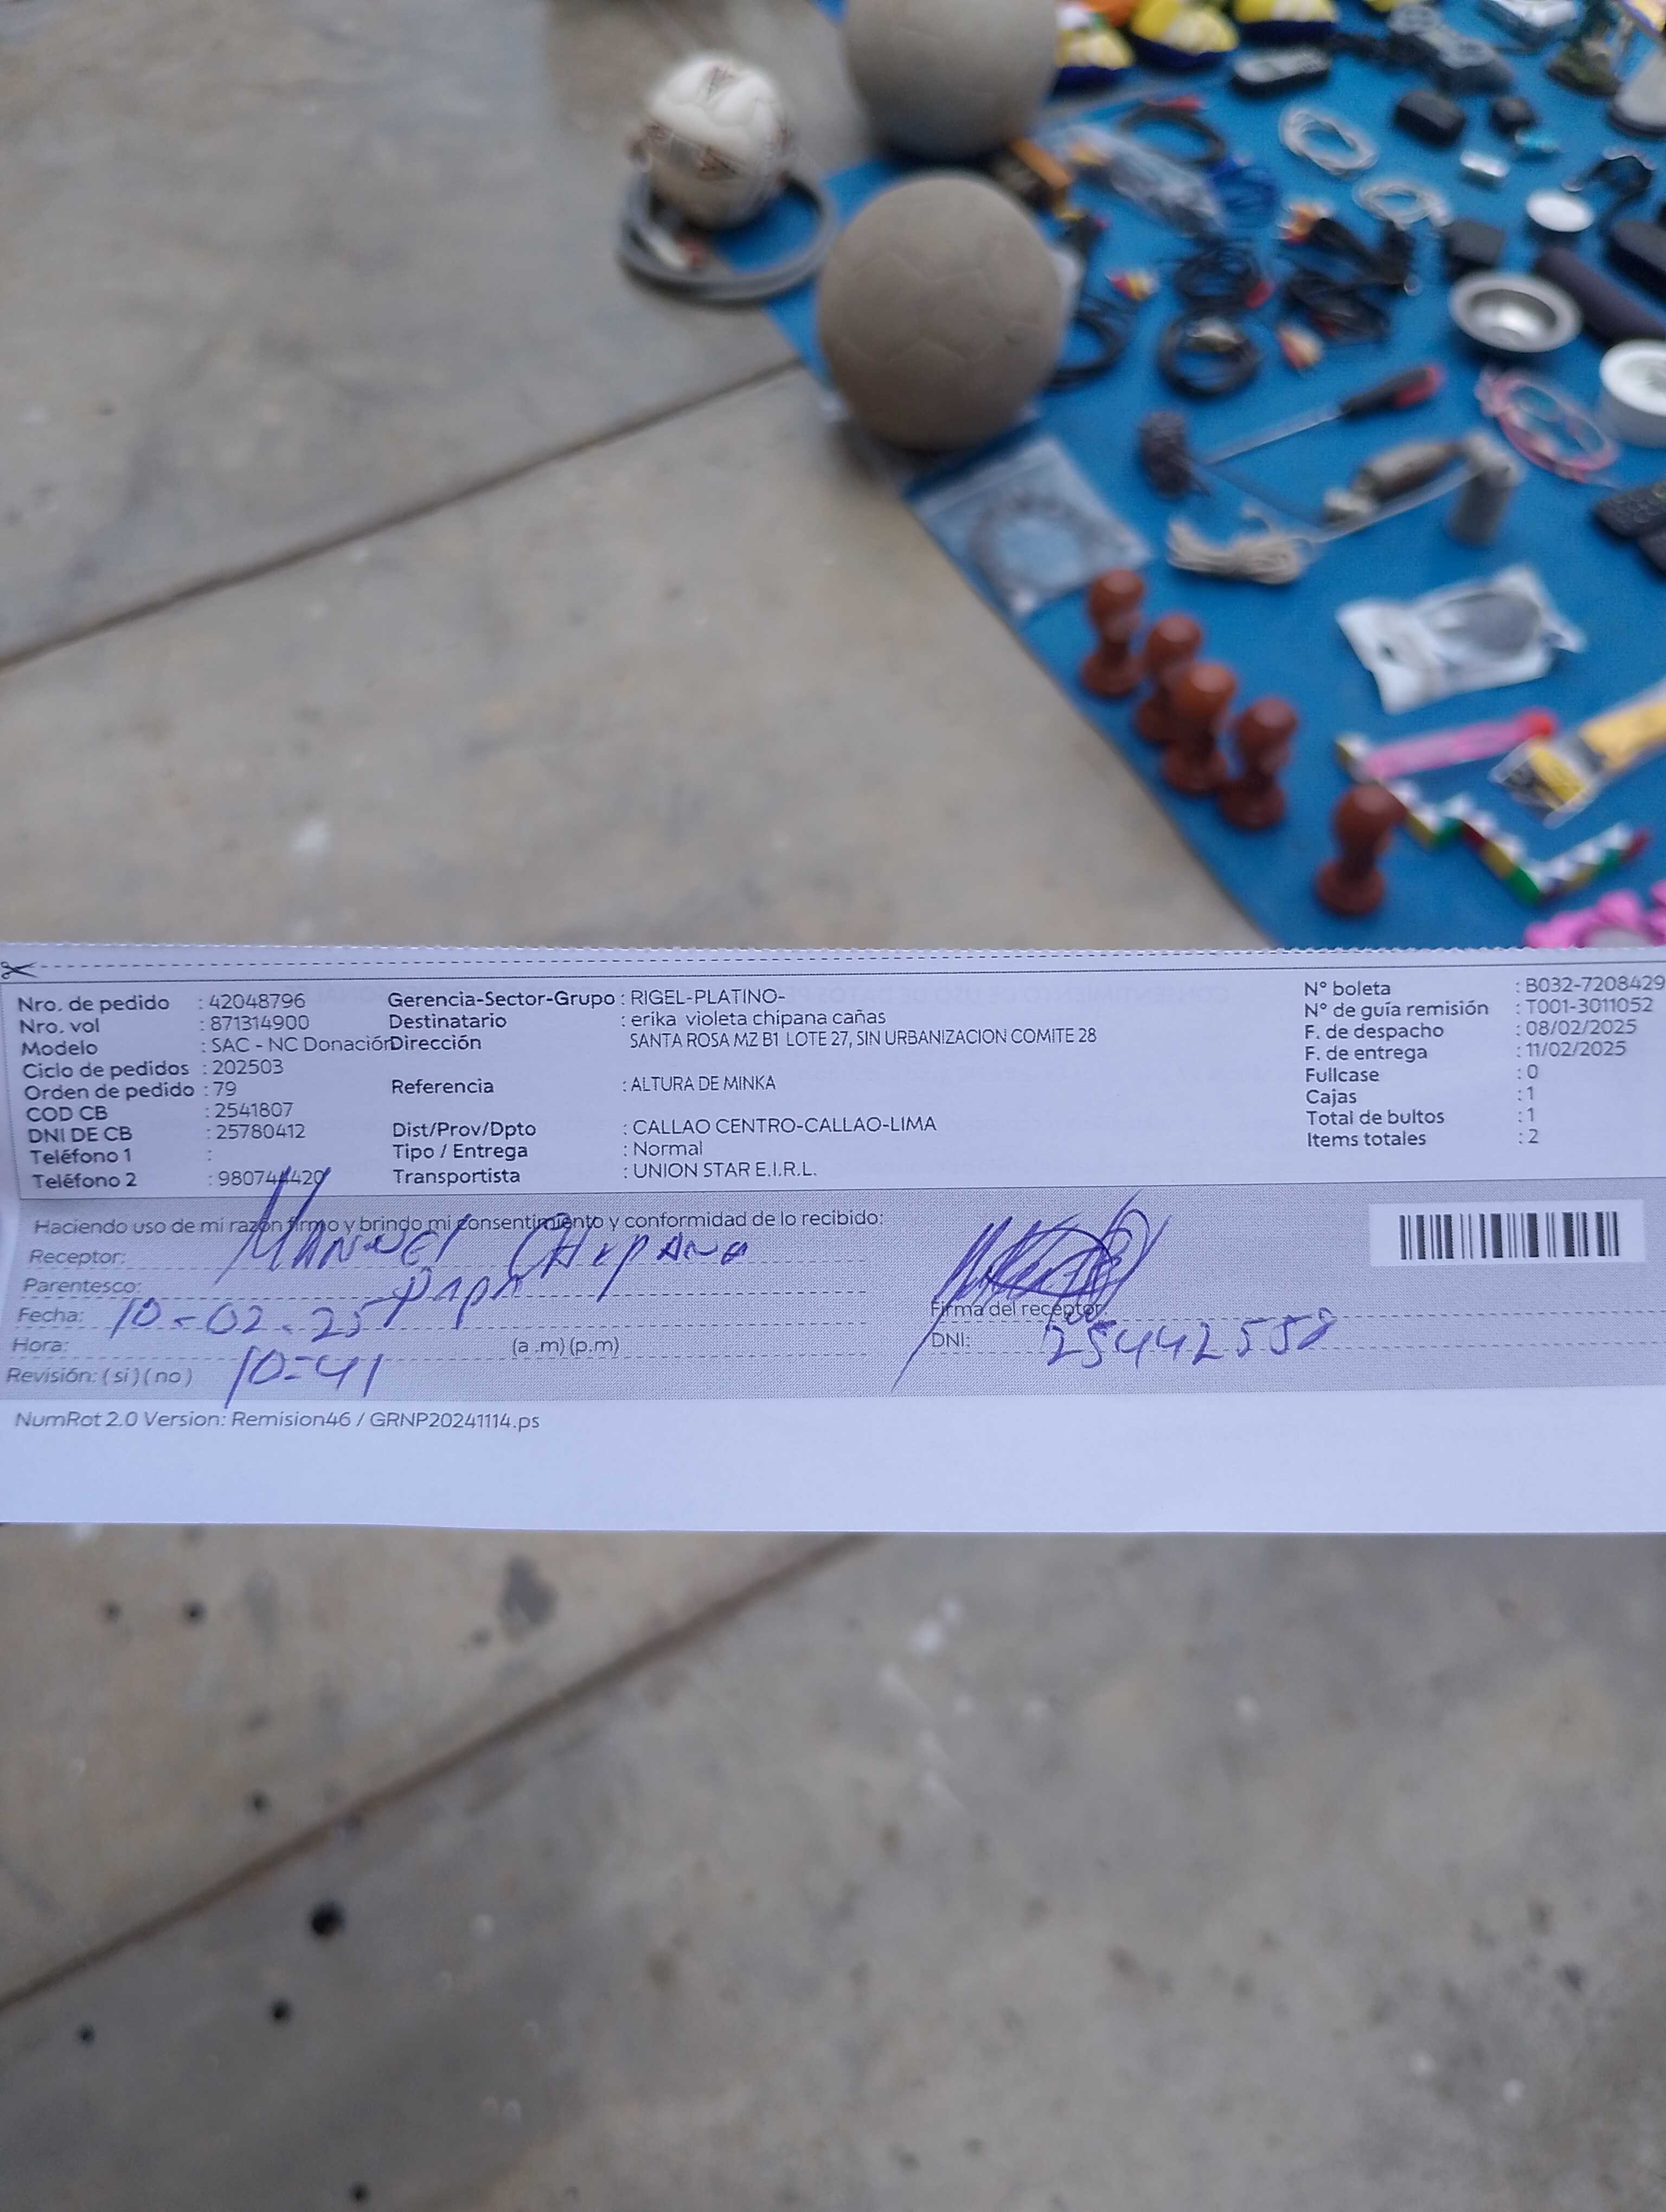 Nro. de pedido : 42048796 Gerencia-Sector-Grupo : RIGEL-PLATINO- N° boleta : B032-7208429
Nro. vol : 871314900 Destinatario : erika violeta chipana cañas N° de guía remisión : T001-3011052
Modelo : SAC - NC Donación Dirección SANTA ROSA MZ B1 LOTE 27, SIN URBANIZACION COMITE 28 F. de despacho : 08/02/2025
Ciclo de pedidos : 202503 F. de entrega : 11/02/2025
Orden de pedido : 79 Referencia : ALTURA DE MINKA Fullcase : 0
COD CB : 2541807 Cajas : 1
DNI DE CB : 25780412 Dist/Prov/Dpto : CALLAO CENTRO-CALLAO-LIMA Total de bultos : 1
Teléfono 1 : Tipo / Entrega : Normal Items totales : 2
Teléfono 2 : 980744420 Transportista : UNION STAR E.I.R.L.
Haciendo uso de mi razón firmo y brindo mi consentimiento y conformidad de lo recibido:
Receptor: Manuel Chipana
Parentesco: papa
Fecha: 10-02-25 Firma del receptor:
Hora: 10-41 (a .m) (p.m) DNI: 25442558
Revisión: ( si ) ( no )
NumRot 2.0 Version: Remision46 / GRNP20241114.ps